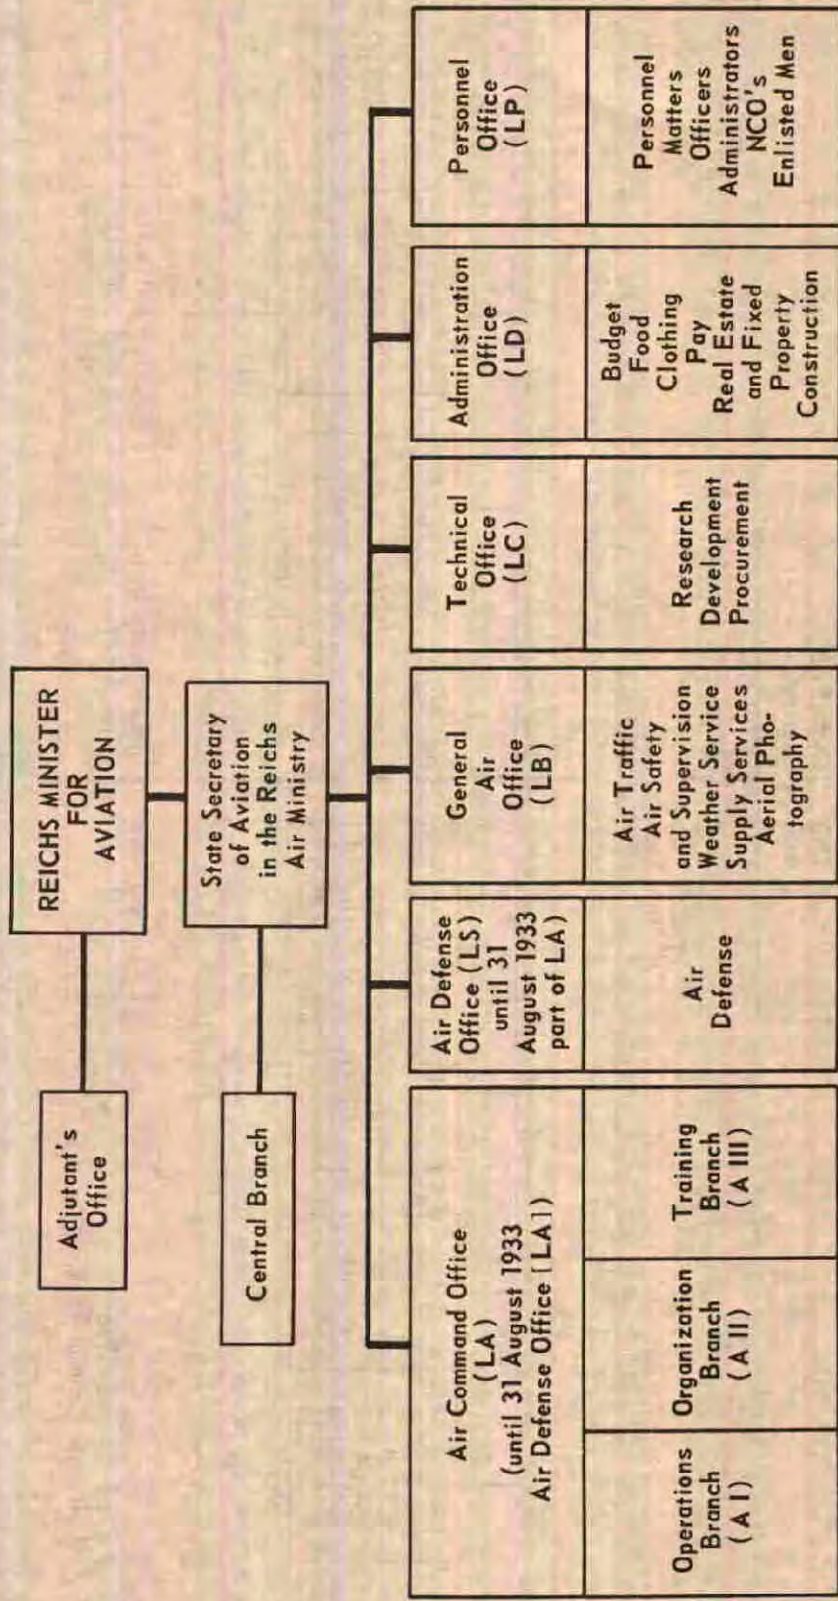 REICHS MINISTER
FOR
AVIATION
Adjutant's
Office
State Secretary
of Aviation
in the Reichs
Air Ministry
Central Branch
Air Command Office
(LA)
(until 31 August 1933
Air Defense Office [LA])
Operations
Branch
(A I)
Organization
Branch
(A II)
Training
Branch
(A III)
Air Defense
Office (LS)
until 31
August 1933
part of LA)
Air
Defense
General
Air
Office
(LB)
Air Traffic
Air Safety
and Supervision
Weather Service
Supply Services
Aerial Pho-
tography
Technical
Office
(LC)
Research
Development
Procurement
Administration
Office
(LD)
Budget
Food
Clothing
Pay
Real Estate
and Fixed
Property
Construction
Personnel
Office
(LP)
Personnel
Matters
Officers
Administrators
NCO's
Enlisted Men